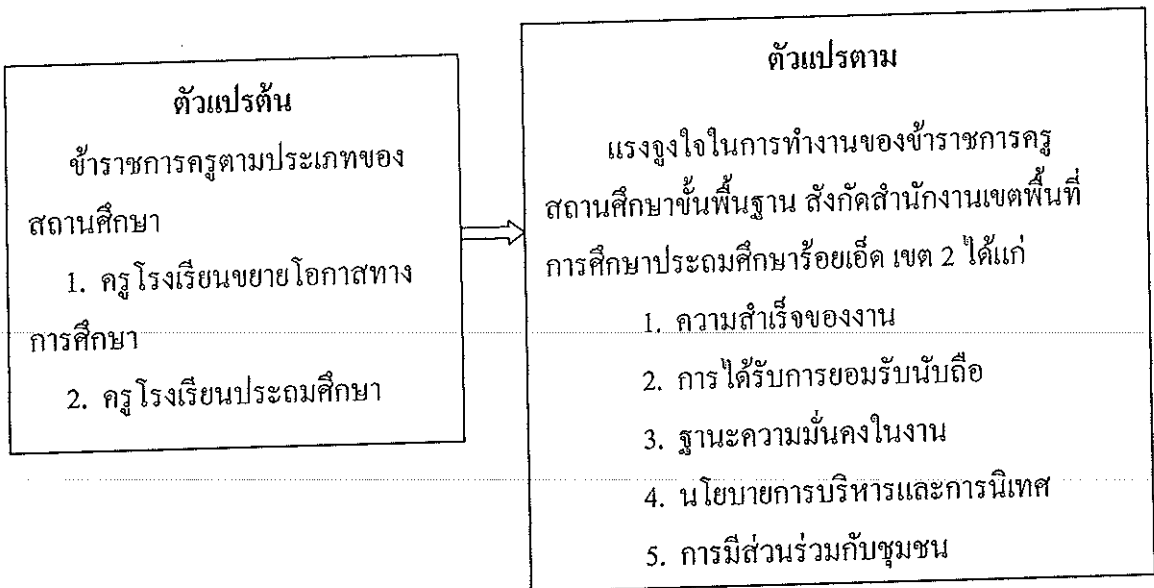 ตัวแปรต้น
ข้าราชการครูตามประเภทของ
สถานศึกษา
1. ครูโรงเรียนขยายโอกาสทาง
การศึกษา
2. ครูโรงเรียนประถมศึกษา
ตัวแปรตาม
แรงจูงใจในการทำงานของข้าราชการครู
สถานศึกษาขั้นพื้นฐาน สังกัดสำนักงานเขตพื้นที่
การศึกษาประถมศึกษาร้อยเอ็ด เขต 2 ได้แก่
1. ความสำเร็จของงาน
2. การได้รับการยอมรับนับถือ
3. ฐานะความมั่นคงในงาน
4. นโยบายการบริหารและการนิเทศ
5. การมีส่วนร่วมกับชุมชน